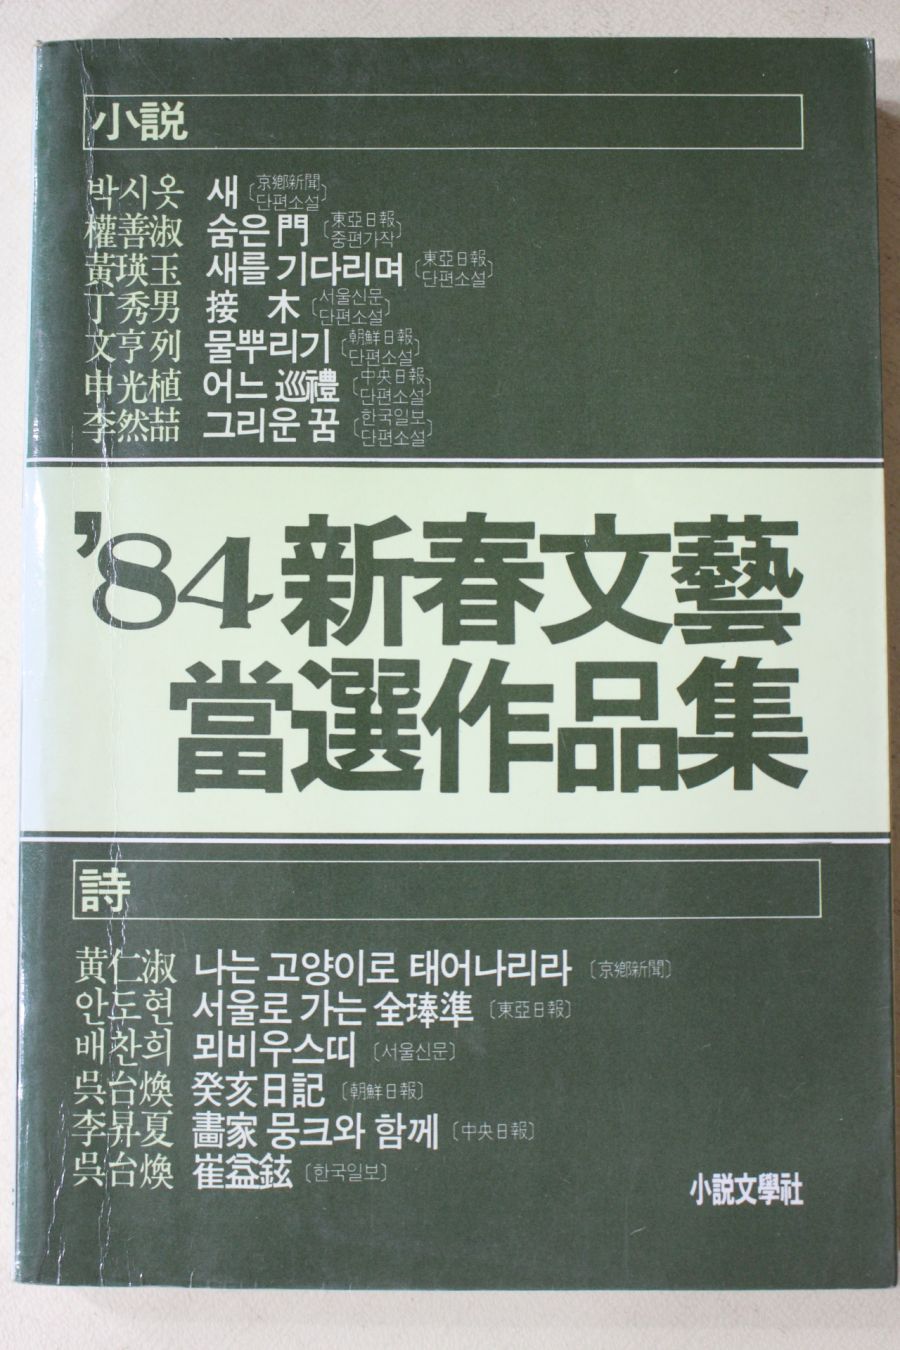 小説
박시옷 새 〔京鄕新聞 단편소설〕
權善淑 숨은 門 〔東亞日報 중편가작〕
黃瑛玉 새를 기다리며 〔東亞日報 단편소설〕
丁秀男 接木 〔서울신문 단편소설〕
文亨列 물뿌리기 〔朝鮮日報 단편소설〕
申光植 어느 巡禮 〔中央日報 단편소설〕
李然喆 그리운 꿈 〔한국일보 단편소설〕
'84 新春文藝
當選作品集
詩
黃仁淑 나는 고양이로 태어나리라 〔京鄕新聞〕
안도현 서울로 가는 全琫準 〔東亞日報〕
배찬희 뫼비우스띠 〔서울신문〕
吳台煥 癸亥日記 〔朝鮮日報〕
李昇夏 畵家 뭉크와 함께 〔中央日報〕
吳台煥 崔益鉉 〔한국일보〕
小説文學社